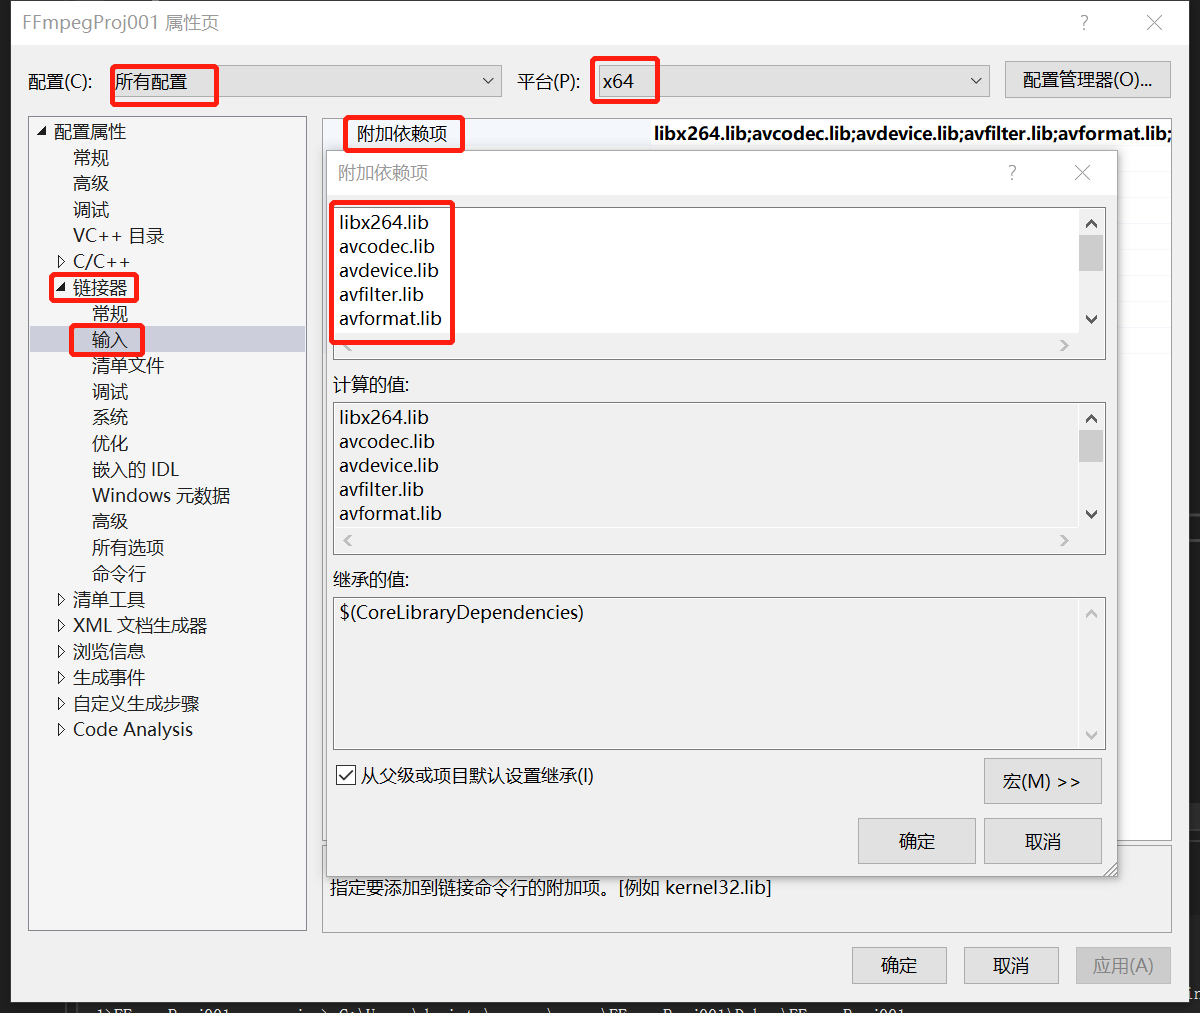 FFmpegProj001 属性页
配置(C): 所有配置 平台(P): x64 配置管理器(O)...
配置属性
常规
高级
调试
VC++ 目录
C/C++
链接器
常规
输入
清单文件
调试
系统
优化
嵌入的 IDL
Windows 元数据
高级
所有选项
命令行
清单工具
XML 文档生成器
浏览信息
生成事件
自定义生成步骤
Code Analysis
附加依赖项 libx264.lib;avcodec.lib;avdevice.lib;avfilter.lib;avformat.lib;
附加依赖项
libx264.lib
avcodec.lib
avdevice.lib
avfilter.lib
avformat.lib
计算的值:
libx264.lib
avcodec.lib
avdevice.lib
avfilter.lib
avformat.lib
继承的值:
$(CoreLibraryDependencies)
从父级或项目默认设置继承(I)
宏(M) >>
确定 取消
指定要添加到链接命令行的附加项。[例如 kernel32.lib]
确定 取消 应用(A)